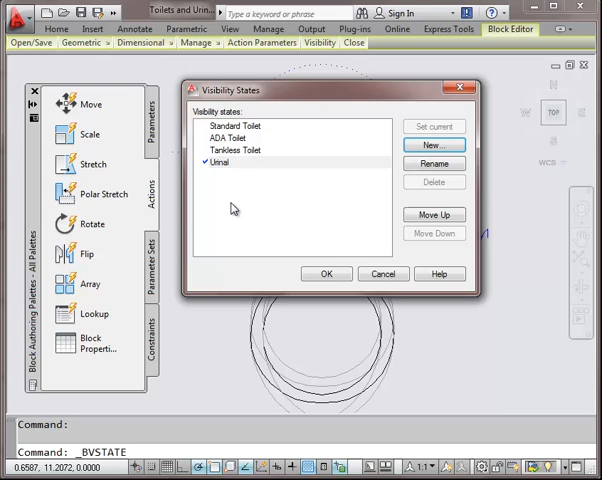 Toilets and Urin...
Type a keyword or phrase
Sign In
Home Insert Annotate Parametric View Manage Output Plug-ins Online Express Tools Block Editor
Open/Save Geometric Dimensional Manage Action Parameters Visibility Close
Visibility States
Visibility states:
Standard Toilet
ADA Toilet
Tankless Toilet
Urinal
Set current
New...
Rename
Delete
Move Up
Move Down
OK Cancel Help
Move
Scale
Stretch
Polar Stretch
Rotate
Flip
Array
Lookup
Block
Properti...
Parameters
Actions
Parameter Sets
Constraints
Block Authoring Palettes - All Palettes
N
TOP
E
S
WCS
Command:
Command: _BVSTATE
0.6587, 11.2072, 0.0000
1:1